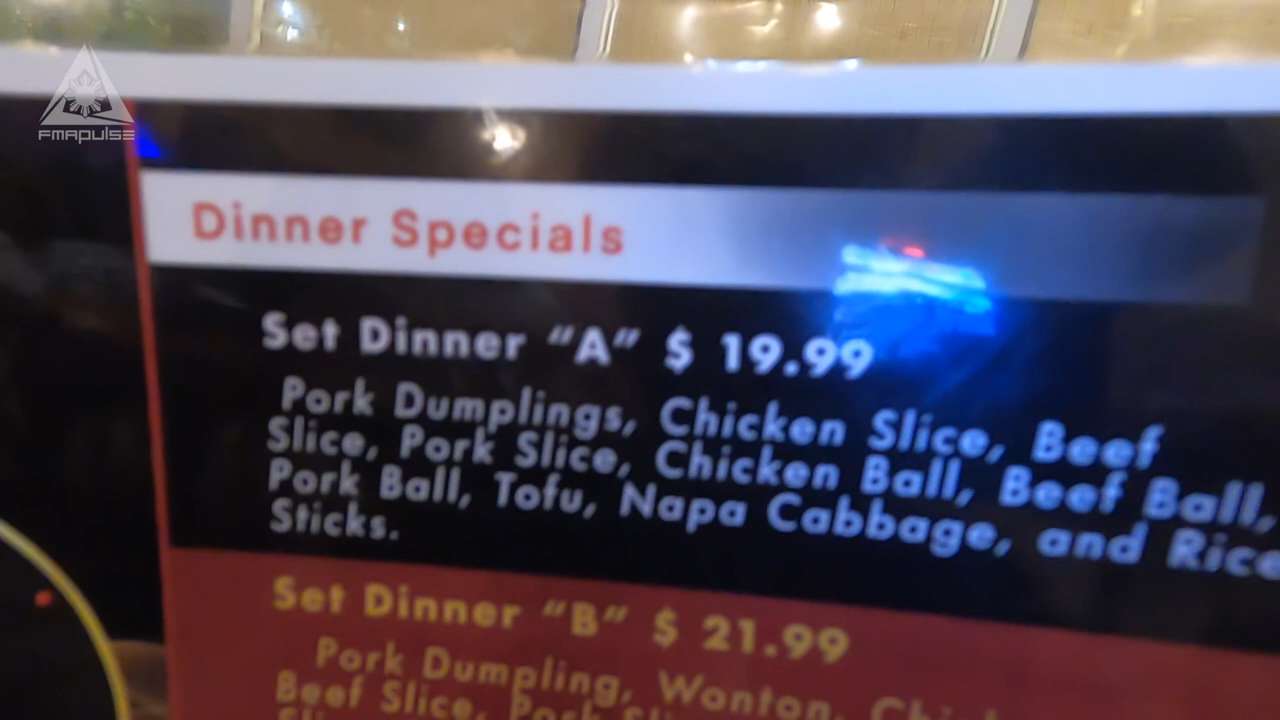 FMAPULSE
Dinner Specials
Set Dinner "A" $ 19.99
Pork Dumplings, Chicken Slice, Beef
Slice, Pork Slice, Chicken Ball, Beef Ball,
Pork Ball, Tofu, Napa Cabbage, and Rice
Sticks.
Set Dinner "B" $ 21.99
Pork Dumpling, Wonton,
Beef Slice, Pork